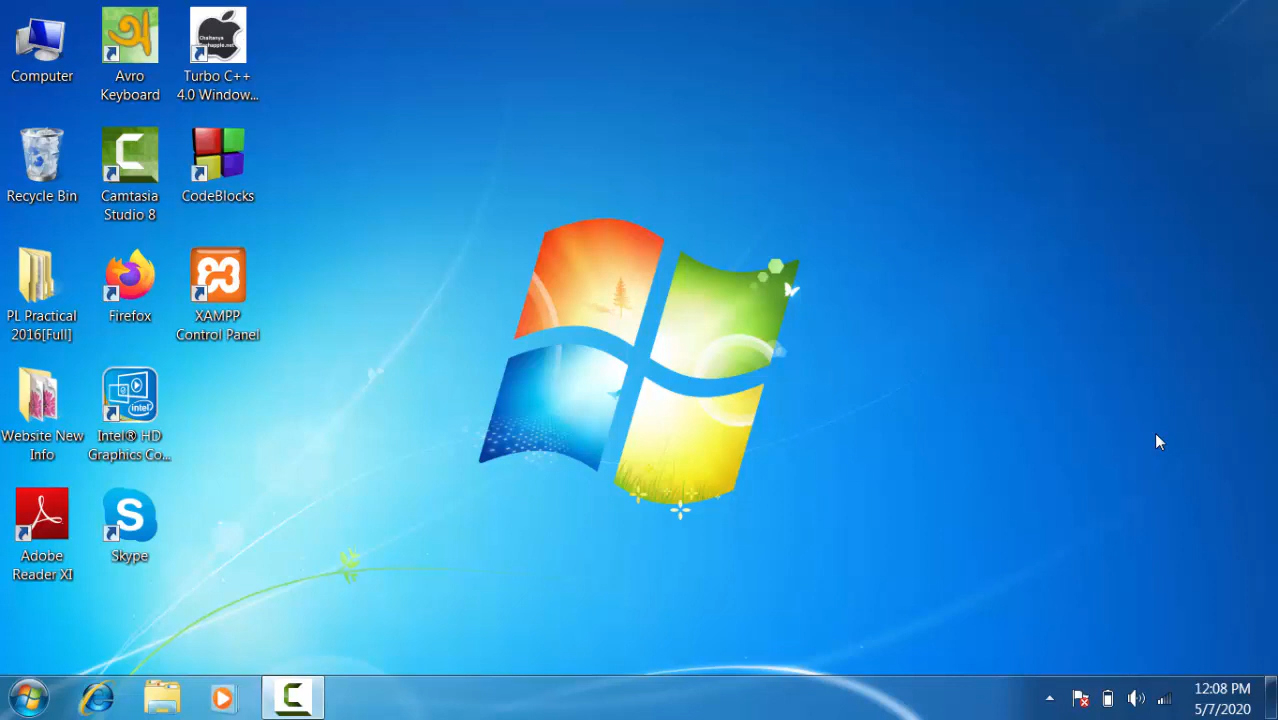 Computer
Avro
Keyboard
Turbo C++
4.0 Window...
Recycle Bin
Camtasia
Studio 8
CodeBlocks
PL Practical
2016[Full]
Firefox
XAMPP
Control Panel
Website New
Info
Intel® HD
Graphics Co...
Adobe
Reader XI
Skype
অ
intel
12:08 PM
5/7/2020